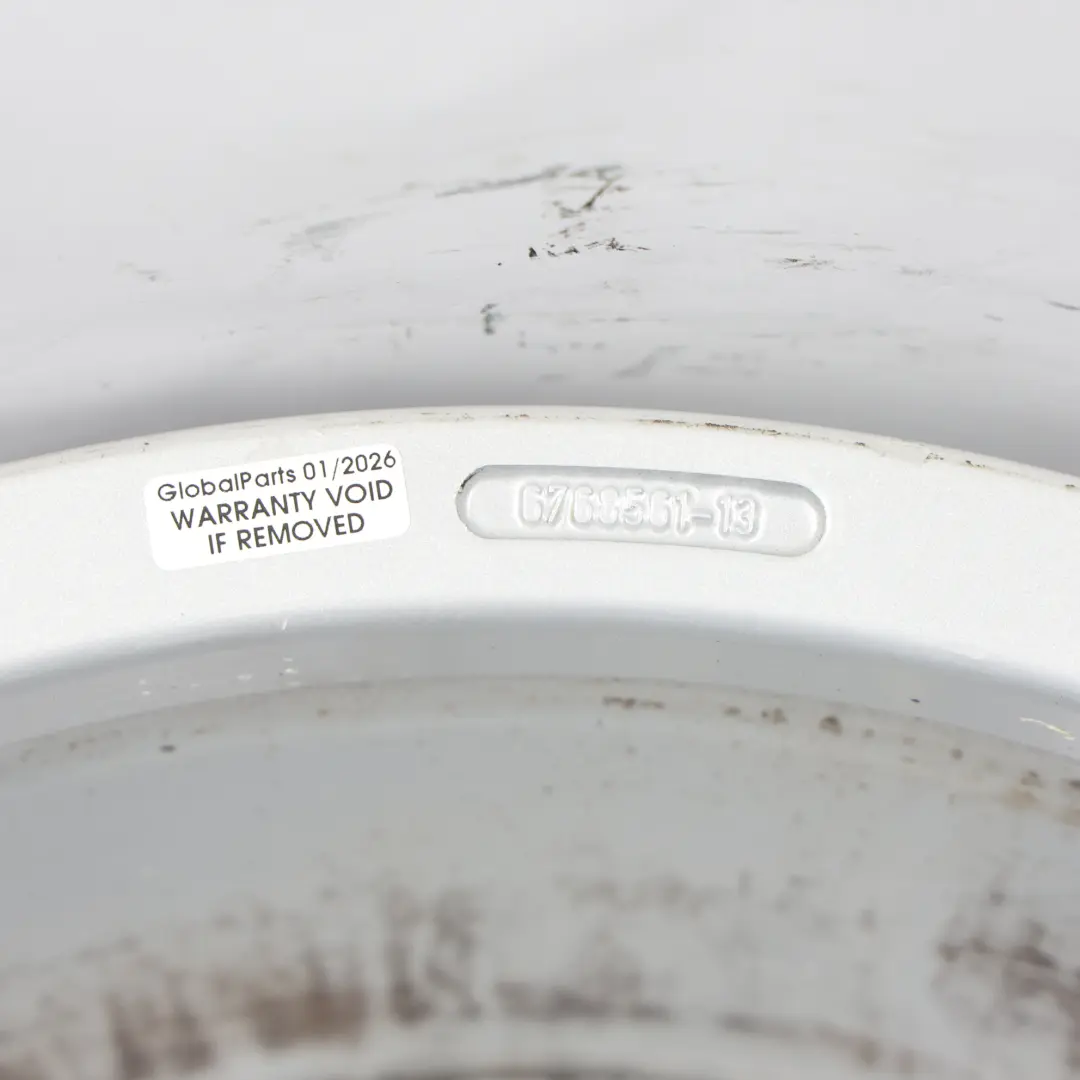 GlobalParts 01/2026
WARRANTY VOID
IF REMOVED
6768561-13